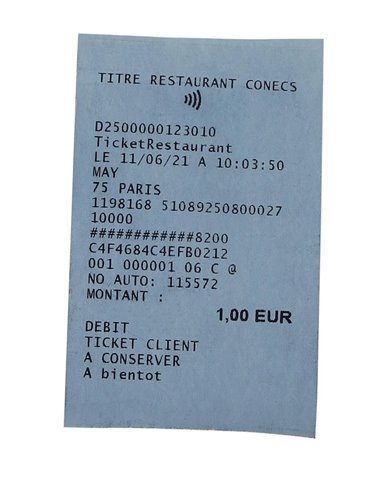 TITRE RESTAURANT CONECS
D2500000123010
TicketRestaurant
LE 11/06/21 A 10:03:50
MAY
75 PARIS
1198168 51089250800027
10000
############8200
C4F4684C4EFB0212
001 000001 06 C @
NO AUTO: 115572
MONTANT :
1,00 EUR
DEBIT
TICKET CLIENT
A CONSERVER
A bientot